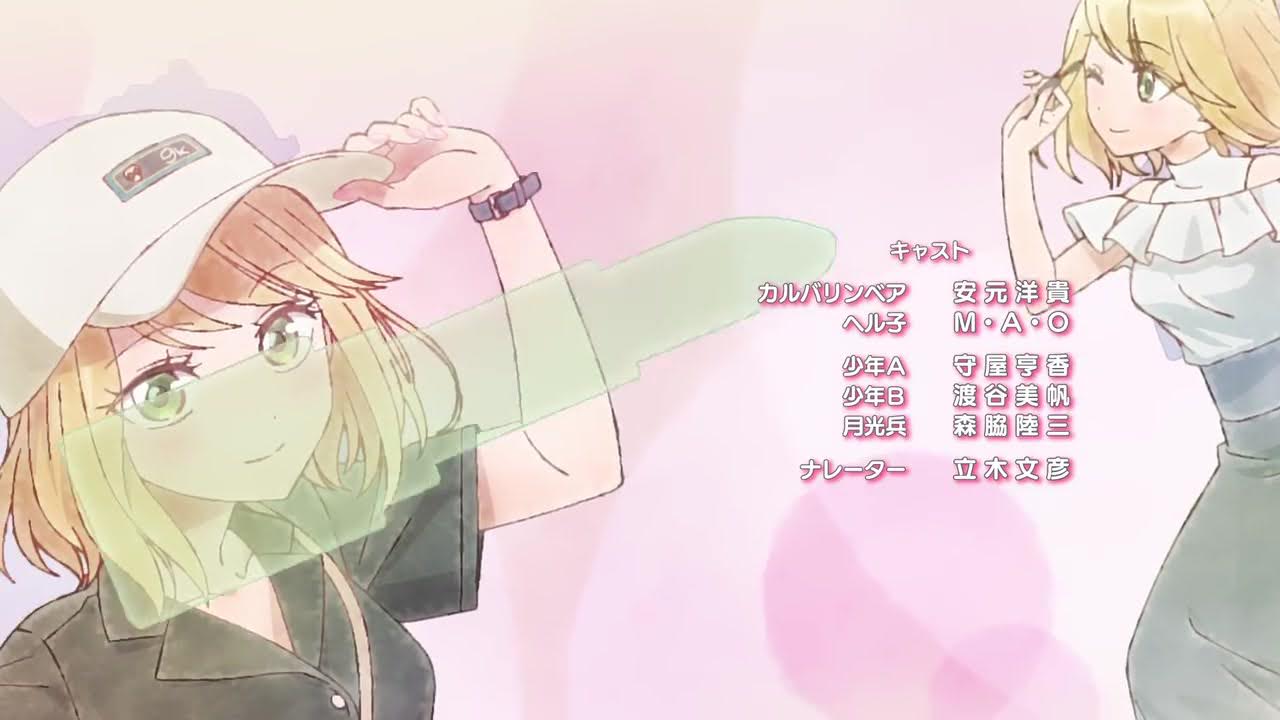 gk
キャスト
カルバリンベア 安元洋貴
ヘル子 M・A・O
少年A 守屋亨香
少年B 渡谷美帆
月光兵 森脇陸三
ナレーター 立木文彦